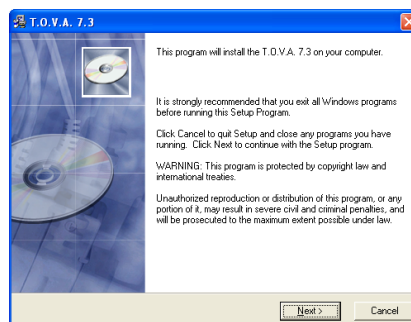 T.O.V.A. 7.3
This program will install the T.O.V.A. 7.3 on your computer.
It is strongly recommended that you exit all Windows programs
before running this Setup Program.
Click Cancel to quit Setup and close any programs you have
running. Click Next to continue with the Setup program.
WARNING: This program is protected by copyright law and
international treaties.
Unauthorized reproduction or distribution of this program, or any
portion of it, may result in severe civil and criminal penalties, and
will be prosecuted to the maximum extent possible under law.
Next > Cancel